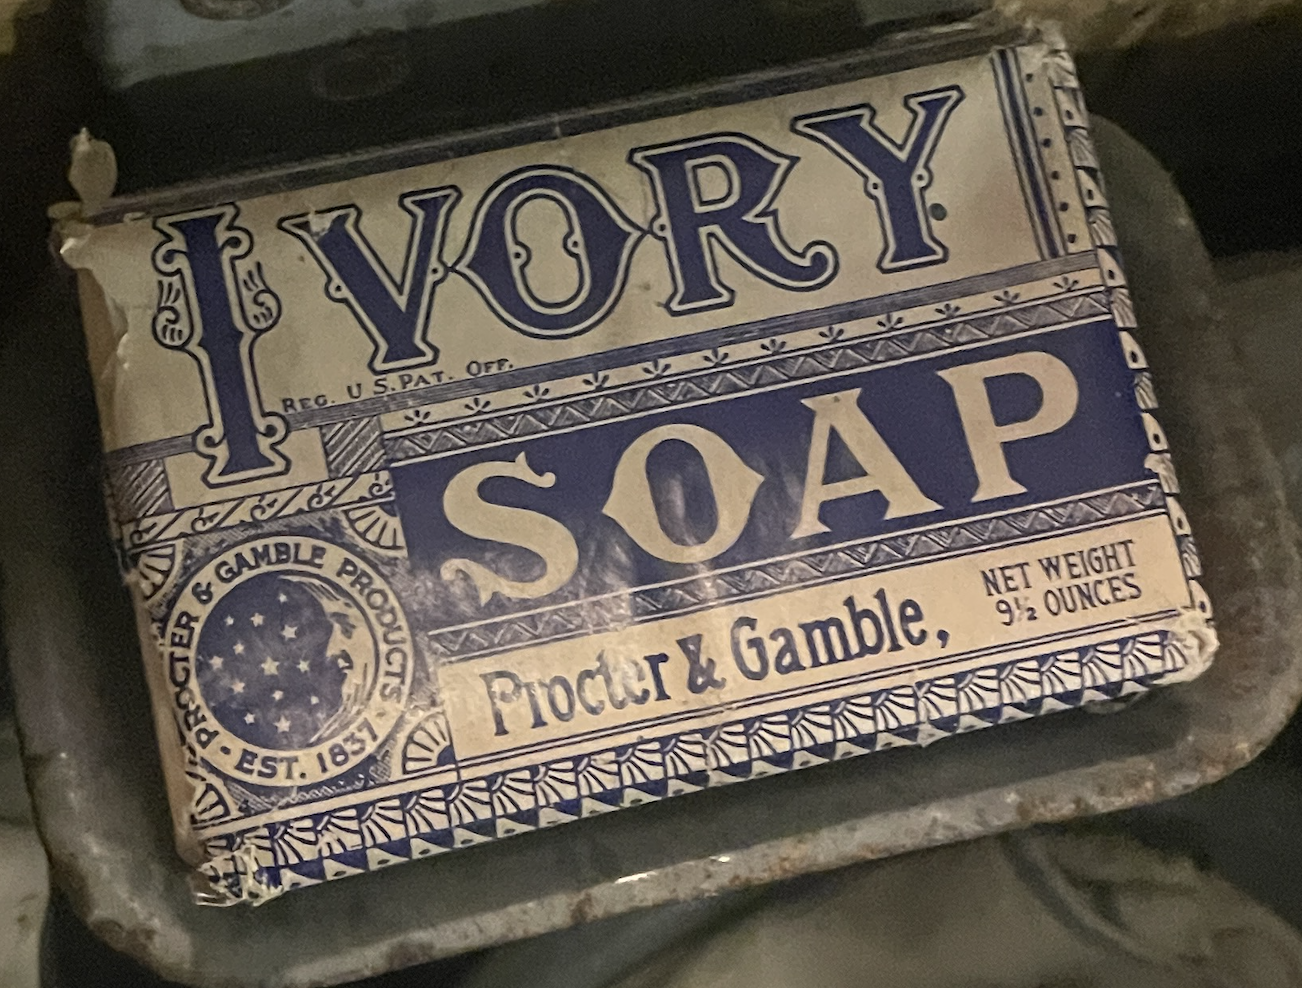 IVORY
REG. U.S. PAT. OFF.
SOAP
PROCTER & GAMBLE PRODUCTS
EST. 1837
Procter & Gamble,
NET WEIGHT
9½ OUNCES